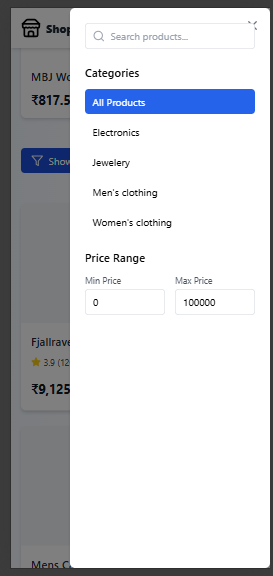 Shop
Search products...
MBJ Wo
₹817.5
Categories
All Products
Show
Electronics
Jewelery
Men's clothing
Women's clothing
Price Range
Min Price Max Price
0 100000
Fjallrave
3.9 (12
₹9,125
Mens C